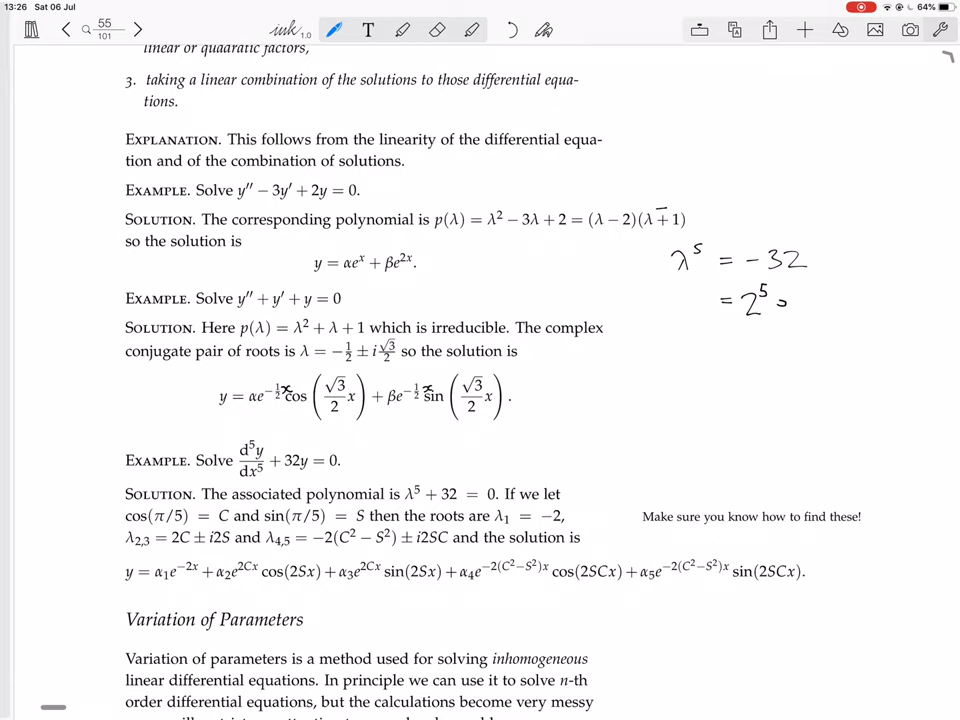 13:26 Sat 06 Jul 64%
55
101
ink 1.0 T
linear or quadratic factors,
3. taking a linear combination of the solutions to those differential equa-
tions.
EXPLANATION. This follows from the linearity of the differential equa-
tion and of the combination of solutions.
EXAMPLE. Solve y′′ − 3y′ + 2y = 0.
SOLUTION. The corresponding polynomial is p(λ) = λ² − 3λ + 2 = (λ − 2)(λ + 1)
−
so the solution is
y = αeˣ + βe²ˣ.
λ⁵ = −32
= 2⁵
EXAMPLE. Solve y′′ + y′ + y = 0
SOLUTION. Here p(λ) = λ² + λ + 1 which is irreducible. The complex
conjugate pair of roots is λ = −1/2 ± i√3/2 so the solution is
y = αe^{−1/2 x} cos(√3/2 x) + βe^{−1/2 x} sin(√3/2 x).
EXAMPLE. Solve d⁵y/dx⁵ + 32y = 0.
SOLUTION. The associated polynomial is λ⁵ + 32 = 0. If we let
cos(π/5) = C and sin(π/5) = S then the roots are λ₁ = −2,
Make sure you know how to find these!
λ₂,₃ = 2C ± i2S and λ₄,₅ = −2(C² − S²) ± i2SC and the solution is
y = α₁e^{−2x} + α₂e^{2Cx} cos(2Sx) + α₃e^{2Cx} sin(2Sx) + α₄e^{−2(C²−S²)x} cos(2SCx) + α₅e^{−2(C²−S²)x} sin(2SCx).
Variation of Parameters
Variation of parameters is a method used for solving inhomogeneous
linear differential equations. In principle we can use it to solve n-th
order differential equations, but the calculations become very messy